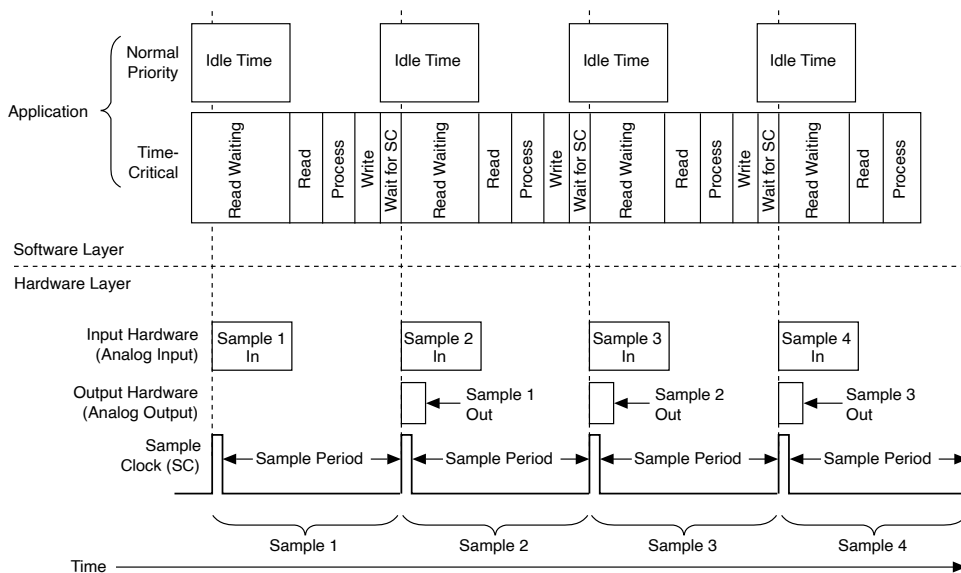 Application
Normal
Priority
Idle Time
Idle Time
Idle Time
Idle Time
Time-
Critical
Read Waiting
Read
Process
Write
Wait for SC
Read Waiting
Read
Process
Write
Wait for SC
Read Waiting
Read
Process
Write
Wait for SC
Read Waiting
Read
Process
Software Layer
Hardware Layer
Input Hardware
(Analog Input)
Sample 1
In
Sample 2
In
Sample 3
In
Sample 4
In
Output Hardware
(Analog Output)
Sample 1
Out
Sample 2
Out
Sample 3
Out
Sample
Clock (SC)
Sample Period
Sample Period
Sample Period
Sample Period
Sample 1
Sample 2
Sample 3
Sample 4
Time